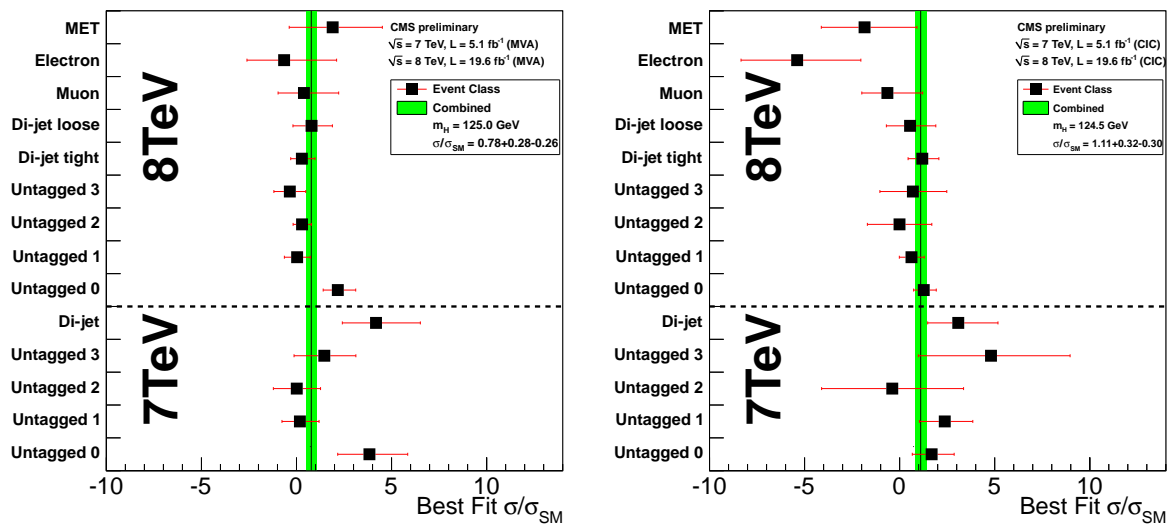 MET
Electron
Muon
Di-jet loose
Di-jet tight
Untagged 3
Untagged 2
Untagged 1
Untagged 0
Di-jet
Untagged 3
Untagged 2
Untagged 1
Untagged 0
8TeV
7TeV
CMS preliminary
√s = 7 TeV, L = 5.1 fb⁻¹ (MVA)
√s = 8 TeV, L = 19.6 fb⁻¹ (MVA)
Event Class
Combined
m_H = 125.0 GeV
σ/σ_SM = 0.78+0.28-0.26
-10 -5 0 5 10
Best Fit σ/σ_SM
MET
Electron
Muon
Di-jet loose
Di-jet tight
Untagged 3
Untagged 2
Untagged 1
Untagged 0
Di-jet
Untagged 3
Untagged 2
Untagged 1
Untagged 0
8TeV
7TeV
CMS preliminary
√s = 7 TeV, L = 5.1 fb⁻¹ (CIC)
√s = 8 TeV, L = 19.6 fb⁻¹ (CIC)
Event Class
Combined
m_H = 124.5 GeV
σ/σ_SM = 1.11+0.32-0.30
-10 -5 0 5 10
Best Fit σ/σ_SM